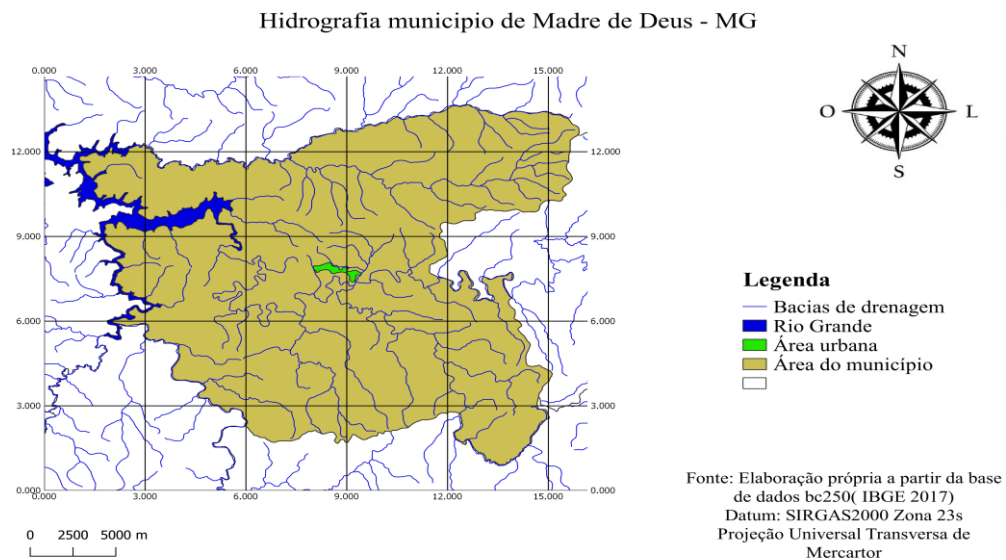 Hidrografia municipio de Madre de Deus - MG
N
O
L
S
0.000 3.000 6.000 9.000 12.000 15.000
12.000 12.000
9.000 9.000
6.000 6.000
3.000 3.000
0.000 0.000
0.000 3.000 6.000 9.000 12.000 15.000
Legenda
Bacias de drenagem
Rio Grande
Área urbana
Área do município
Fonte: Elaboração própria a partir da base
de dados bc250( IBGE 2017)
Datum: SIRGAS2000 Zona 23s
Projeção Universal Transversa de
Mercartor
0 2500 5000 m